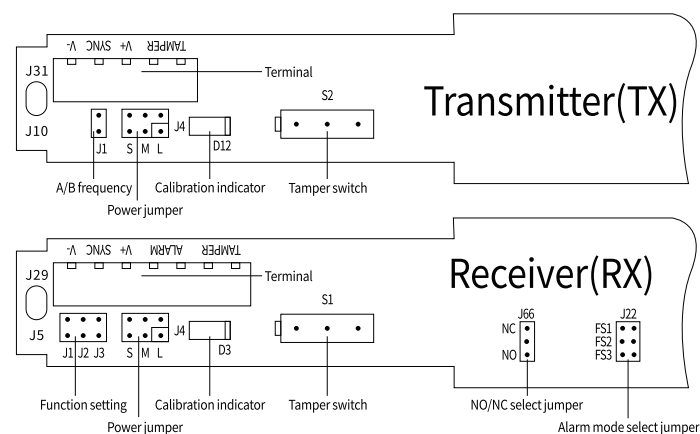 V- SYNC V+ TAMPER
J31
Terminal
Transmitter(TX)
S2
J10
J1
S M L
J4
D12
A/B frequency
Calibration indicator
Tamper switch
Power jumper
V- SYNC V+ ALARM TAMPER
J29
Terminal
Receiver(RX)
S1
J66
J22
NC
FS1
FS2
NO
FS3
J5
J1 J2 J3
S M L
J4
D3
Function setting
Calibration indicator
Tamper switch
NO/NC select jumper
Power jumper
Alarm mode select jumper